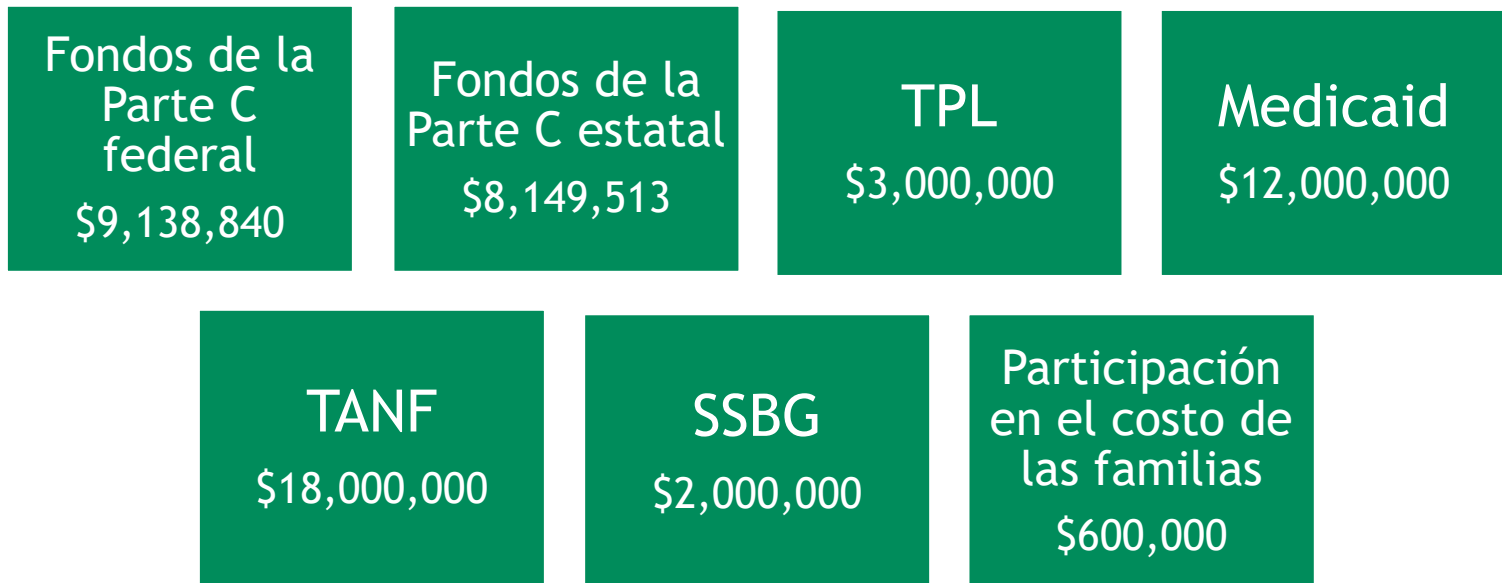 Fondos de la
Parte C
federal
$9,138,840
Fondos de la
Parte C estatal
$8,149,513
TPL
$3,000,000
Medicaid
$12,000,000
TANF
$18,000,000
SSBG
$2,000,000
Participación
en el costo de
las familias
$600,000